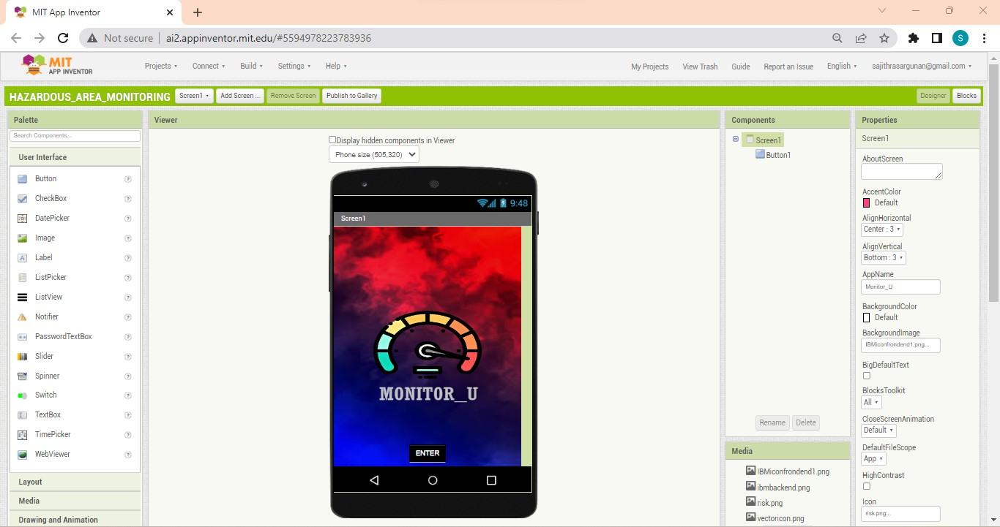 MIT App Inventor
Not secure
ai2.appinventor.mit.edu/#5594978223783936
S
MIT
APP INVENTOR
Projects
Connect
Build
Settings
Help
My Projects
View Trash
Guide
Report an Issue
English
sajithrasargunan@gmail.com
HAZARDOUS_AREA_MONITORING
Screen1
Add Screen ...
Remove Screen
Publish to Gallery
Designer
Blocks
Palette
Search Components...
User Interface
Button
CheckBox
DatePicker
Image
Label
ListPicker
ListView
Notifier
PasswordTextBox
Slider
Spinner
Switch
TextBox
TimePicker
WebViewer
Layout
Media
Drawing and Animation
Viewer
Display hidden components in Viewer
Phone size (505,320)
9:48
Screen1
MONITOR_U
ENTER
Components
Screen1
Button1
Rename
Delete
Media
IBMiconfrondend1.png
ibmbackend.png
risk.png
vectoricon.png
Properties
Screen1
AboutScreen
AccentColor
Default
AlignHorizontal
Center : 3
AlignVertical
Bottom : 3
AppName
Monitor_U
BackgroundColor
Default
BackgroundImage
IBMiconfrondend1.png...
BigDefaultText
BlocksToolkit
All
CloseScreenAnimation
Default
DefaultFileScope
App
HighContrast
Icon
risk.png...